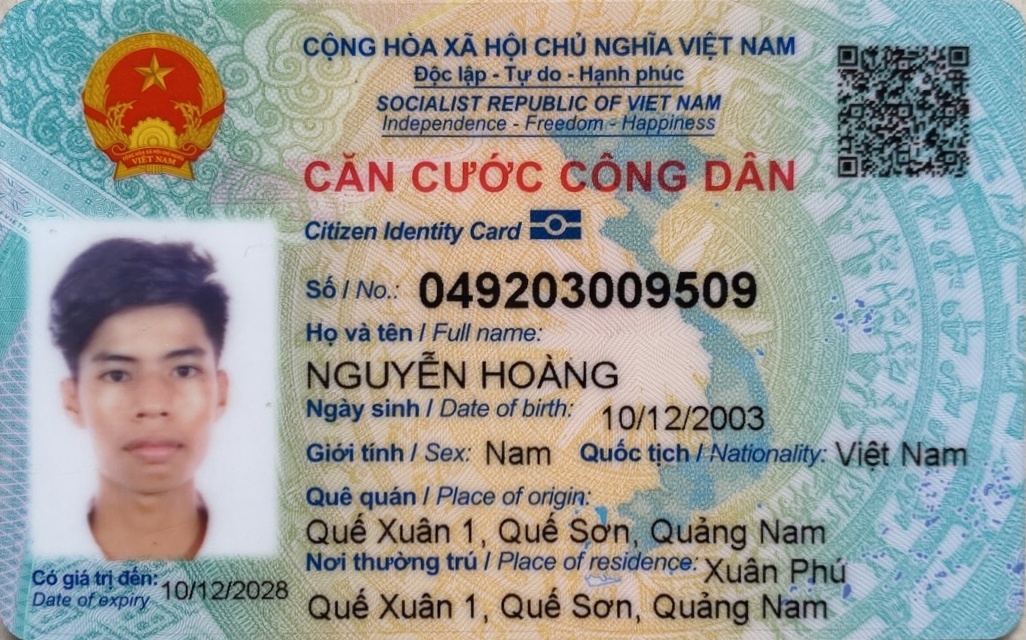 CỘNG HÒA XÃ HỘI CHỦ NGHĨA VIỆT NAM
Độc lập - Tự do - Hạnh phúc
SOCIALIST REPUBLIC OF VIET NAM
Independence - Freedom - Happiness
VIỆT NAM
CĂN CƯỚC CÔNG DÂN
Citizen Identity Card
Số / No.: 049203009509
Họ và tên / Full name:
NGUYỄN HOÀNG
Ngày sinh / Date of birth: 10/12/2003
Giới tính / Sex: Nam Quốc tịch / Nationality: Việt Nam
Quê quán / Place of origin:
Quế Xuân 1, Quế Sơn, Quảng Nam
Nơi thường trú / Place of residence: Xuân Phú
Quế Xuân 1, Quế Sơn, Quảng Nam
Có giá trị đến: 10/12/2028
Date of expiry